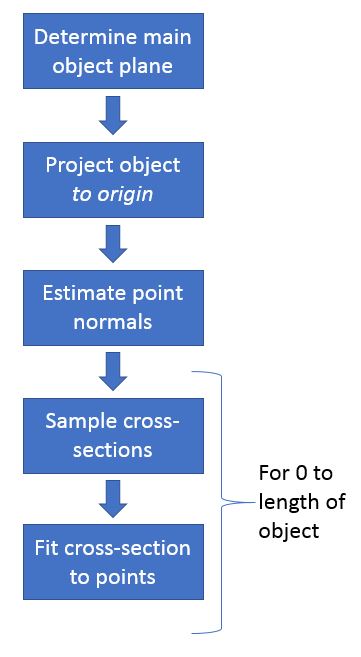 Determine main
object plane
Project object
to origin
Estimate point
normals
Sample cross-
sections
Fit cross-section
to points
For 0 to
length of
object